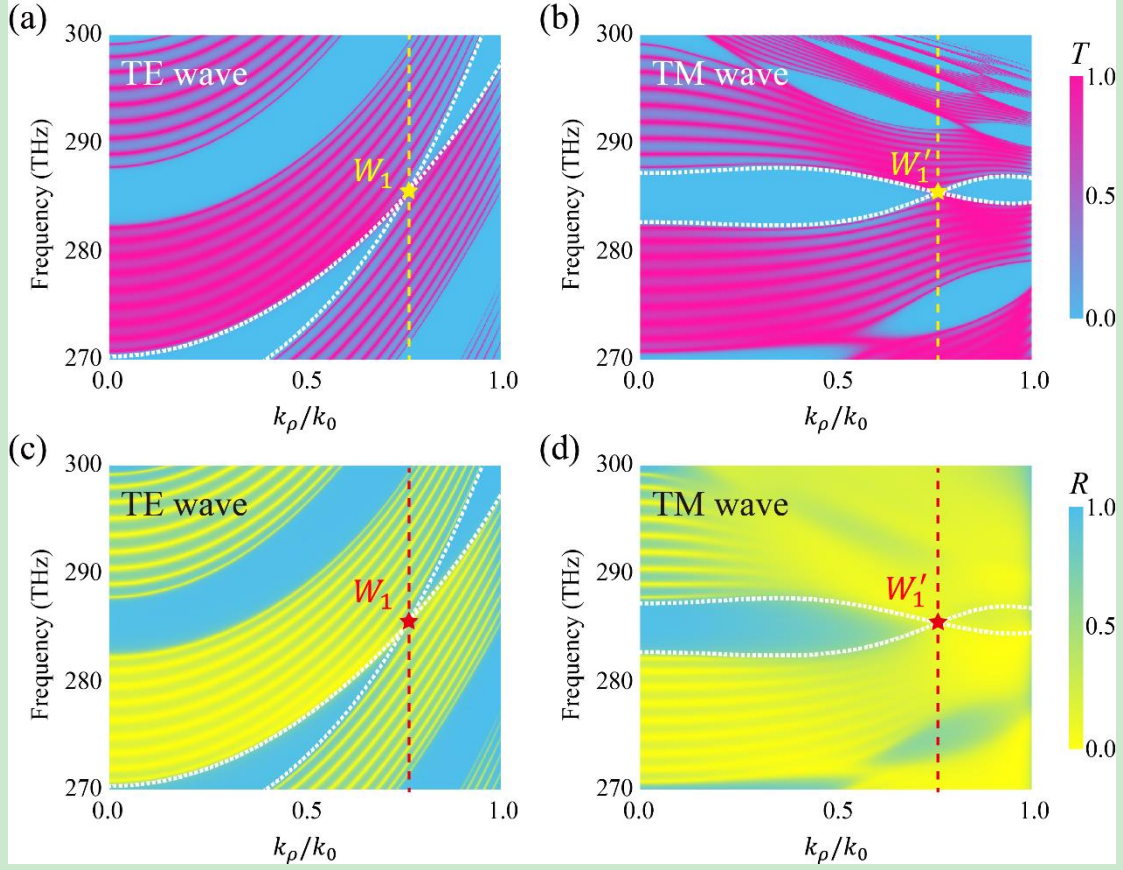 (a)
TE wave
W₁
300
290
280
270
Frequency (THz)
0.0
0.5
1.0
kρ/k₀
(b)
TM wave
W₁′
300
290
280
270
Frequency (THz)
0.0
0.5
1.0
kρ/k₀
T
1.0
0.5
0.0
(c)
TE wave
W₁
300
290
280
270
Frequency (THz)
0.0
0.5
1.0
kρ/k₀
(d)
TM wave
W₁′
300
290
280
270
Frequency (THz)
0.0
0.5
1.0
kρ/k₀
R
1.0
0.5
0.0